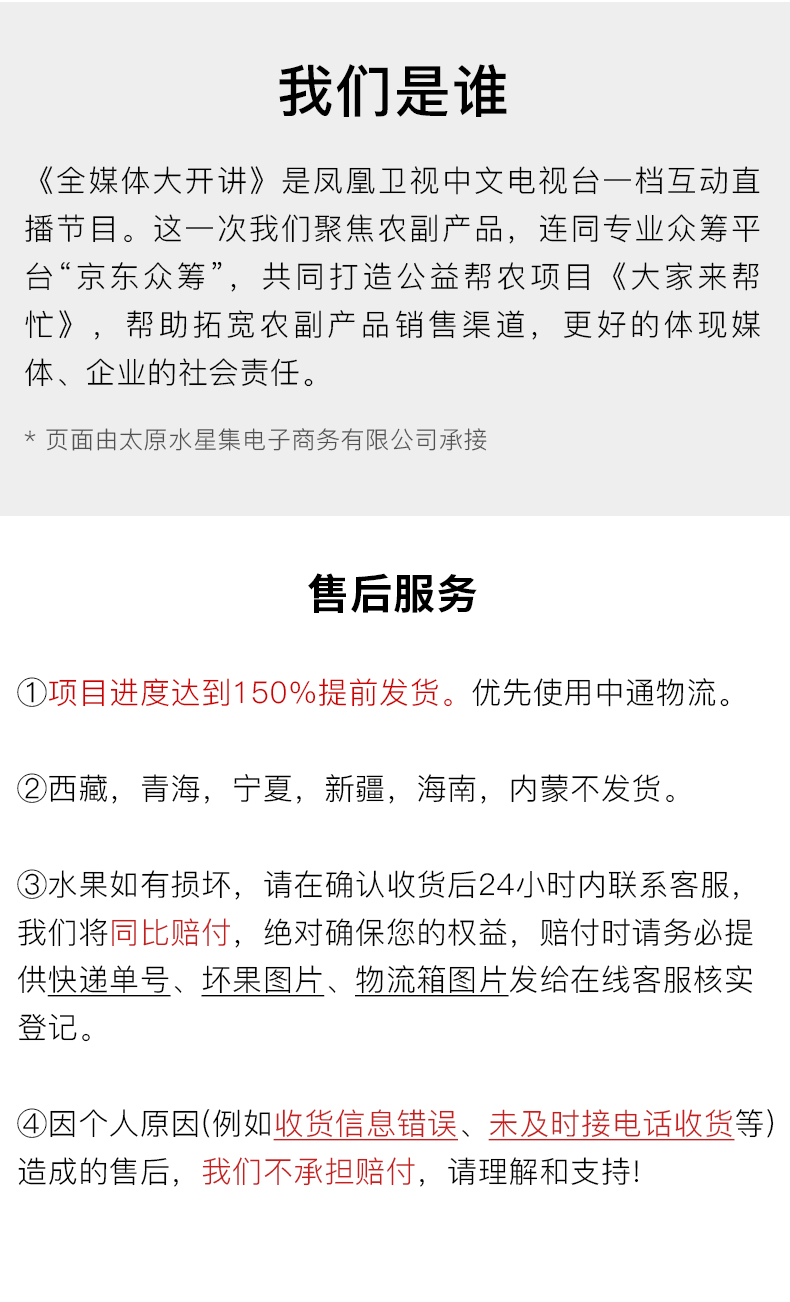 我们是谁
《全媒体大开讲》是凤凰卫视中文电视台一档互动直
播节目。这一次我们聚焦农副产品，连同专业众筹平
台“京东众筹”，共同打造公益帮农项目《大家来帮
忙》，帮助拓宽农副产品销售渠道，更好的体现媒
体、企业的社会责任。
* 页面由太原水星集电子商务有限公司承接
售后服务
①项目进度达到150%提前发货。优先使用中通物流。
②西藏，青海，宁夏，新疆，海南，内蒙不发货。
③水果如有损坏，请在确认收货后24小时内联系客服，
我们将同比赔付，绝对确保您的权益，赔付时请务必提
供快递单号、坏果图片、物流箱图片发给在线客服核实
登记。
④因个人原因(例如收货信息错误、未及时接电话收货等)
造成的售后，我们不承担赔付，请理解和支持!